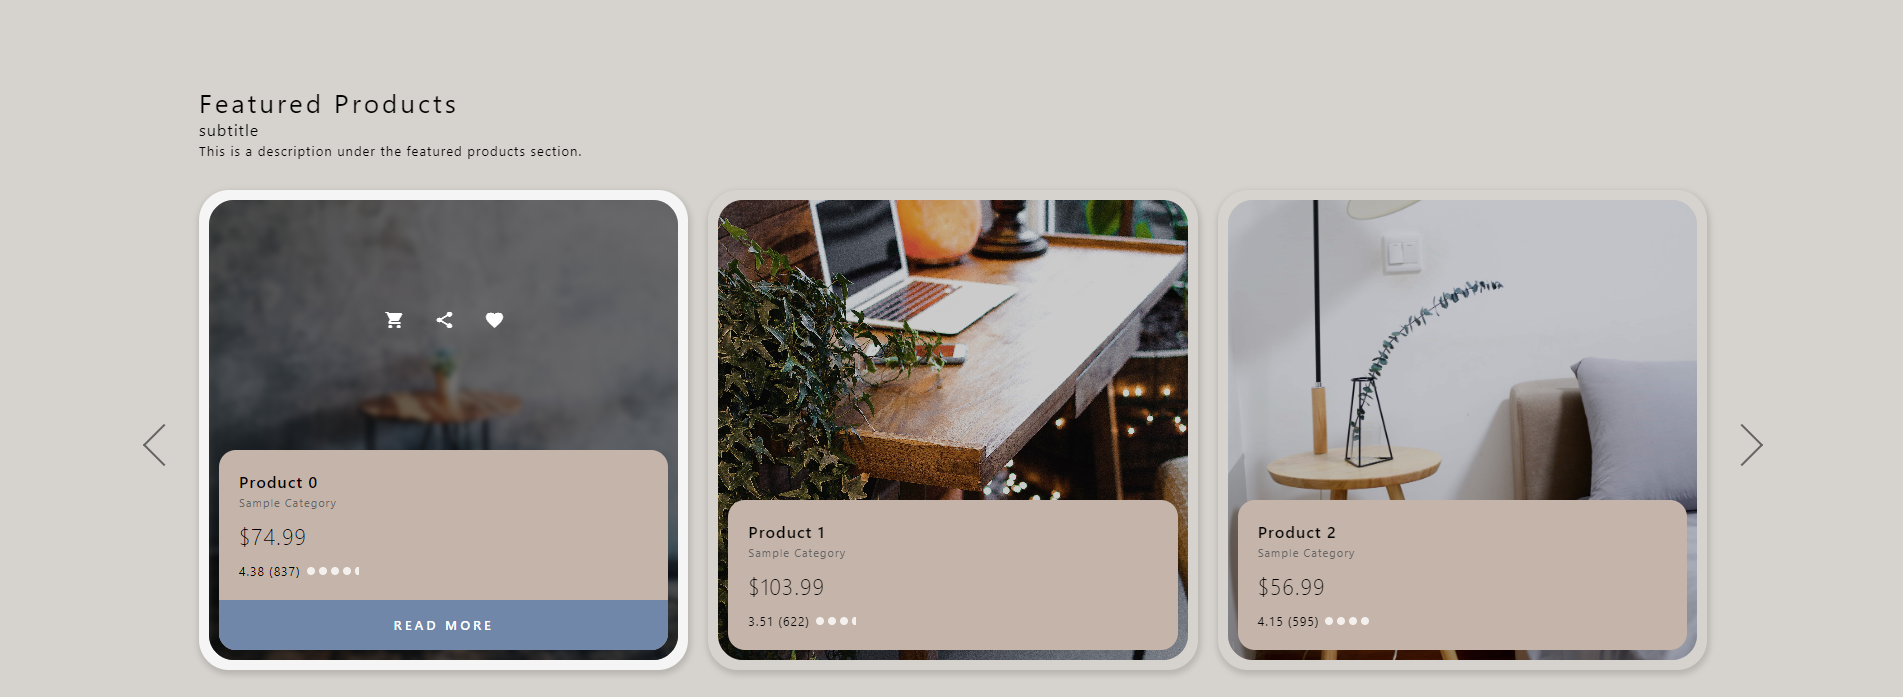 Featured Products
subtitle
This is a description under the featured products section.
Product 0
Sample Category
$74.99
4.38 (837)
READ MORE
Product 1
Sample Category
$103.99
3.51 (622)
Product 2
Sample Category
$56.99
4.15 (595)